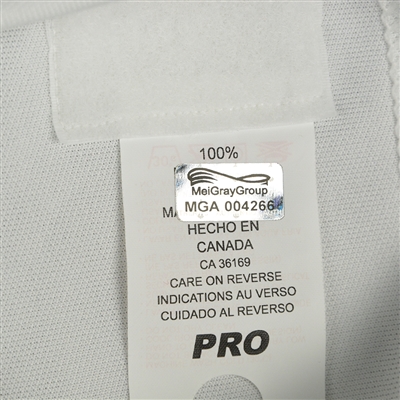 100%
MeiGrayGroup
MGA 004266
MA
HECHO EN
CANADA
CA 36169
CARE ON REVERSE
INDICATIONS AU VERSO
CUIDADO AL REVERSO
PRO